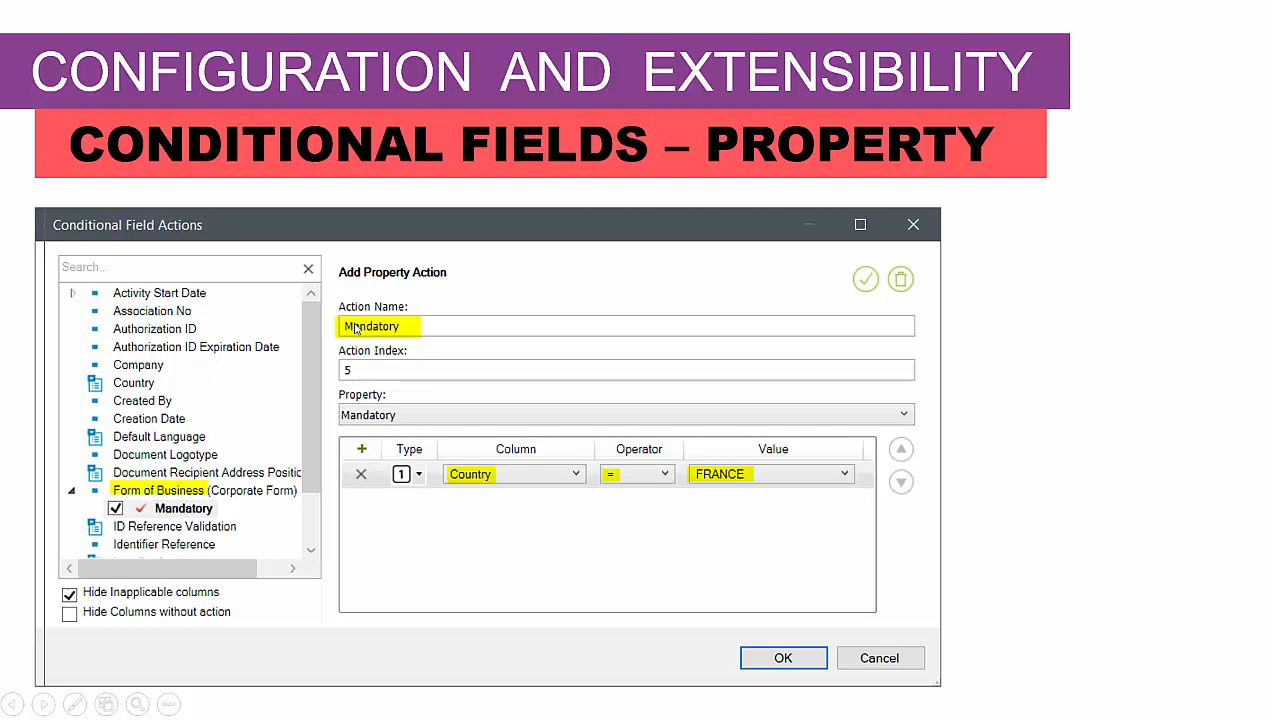 CONFIGURATION AND EXTENSIBILITY
CONDITIONAL FIELDS – PROPERTY
Conditional Field Actions
Search...
Activity Start Date
Association No
Authorization ID
Authorization ID Expiration Date
Company
Country
Created By
Creation Date
Default Language
Document Logotype
Document Recipient Address Positic
Form of Business (Corporate Form)
Mandatory
ID Reference Validation
Identifier Reference
Hide Inapplicable columns
Hide Columns without action
Add Property Action
Action Name:
Mandatory
Action Index:
5
Property:
Mandatory
Type Column Operator Value
1 Country = FRANCE
OK Cancel